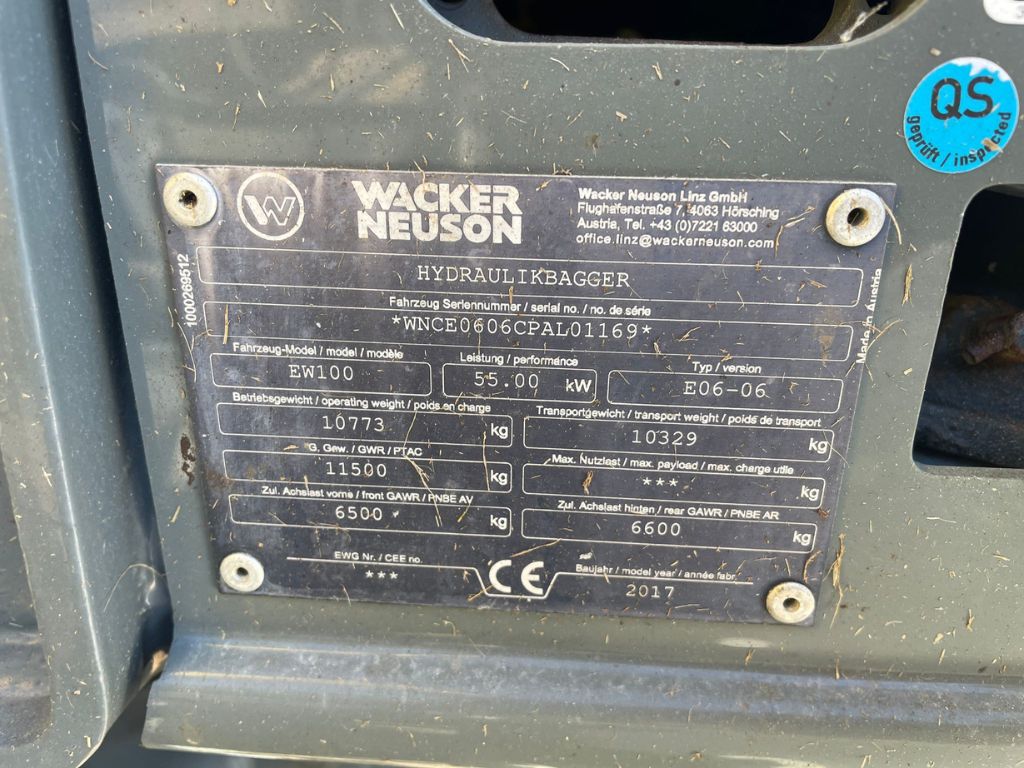 QS
geprüft / inspected
W
WACKER
NEUSON
Wacker Neuson Linz GmbH
Flughafenstraße 7, 4063 Hörsching
Austria, Tel. +43 (0)7221 63000
office.linz@wackerneuson.com
1000289512
HYDRAULIKBAGGER
Fahrzeug Seriennummer / serial no. / no. de série
*WNCE0606CPAL01169*
Made in Austria
Fahrzeug-Model / model / modèle
EW100
Leistung / performance
55.00 kW
Typ / version
E06-06
Betriebsgewicht / operating weight / poids en charge
10773 kg
Transportgewicht / transport weight / poids de transport
10329 kg
G. Gew. / GWR / PTAC
11500 kg
Max. Nutzlast / max. payload / max. charge utile
*** kg
Zul. Achslast vorne / front GAWR / PNBE AV
6500 kg
Zul. Achslast hinten / rear GAWR / PNBE AR
6600 kg
EWG Nr. / CEE no.
***
CE
Baujahr / model year / année fabr.
2017